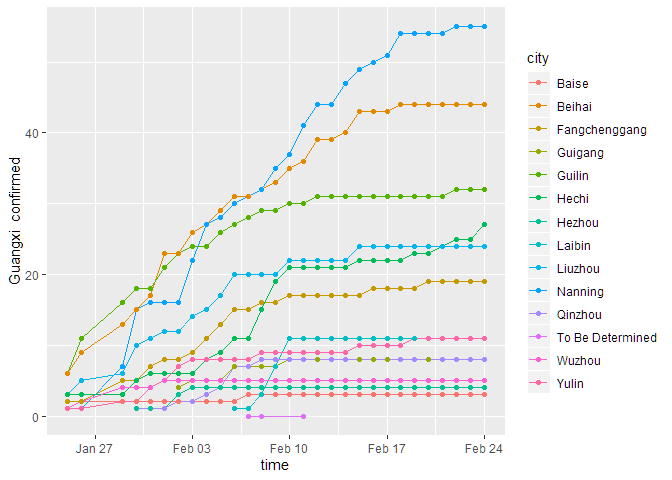 Guangxi confirmed
40
20
0
Jan 27
Feb 03
Feb 10
Feb 17
Feb 24
time
city
Baise
Beihai
Fangchenggang
Guigang
Guilin
Hechi
Hezhou
Laibin
Liuzhou
Nanning
Qinzhou
To Be Determined
Wuzhou
Yulin